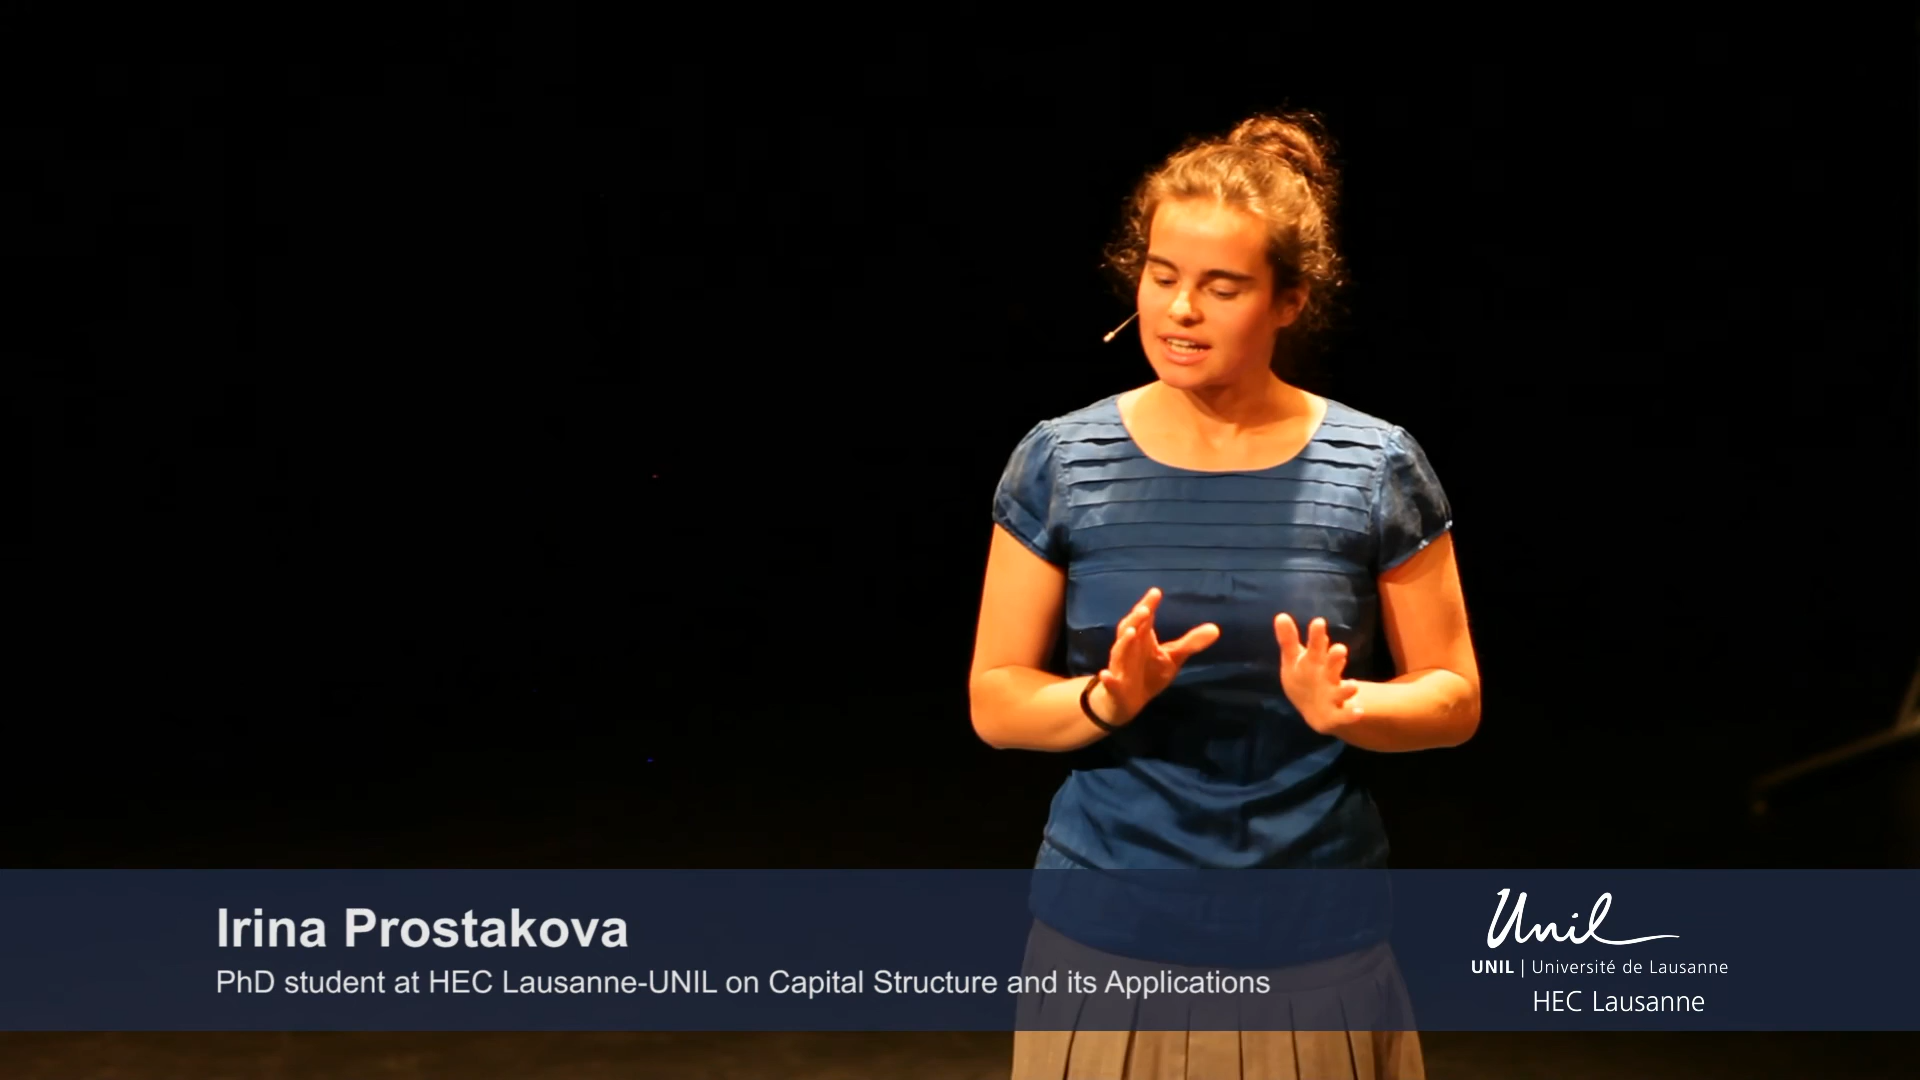 Irina Prostakova
PhD student at HEC Lausanne-UNIL on Capital Structure and its Applications
Unil
UNIL | Université de Lausanne
HEC Lausanne